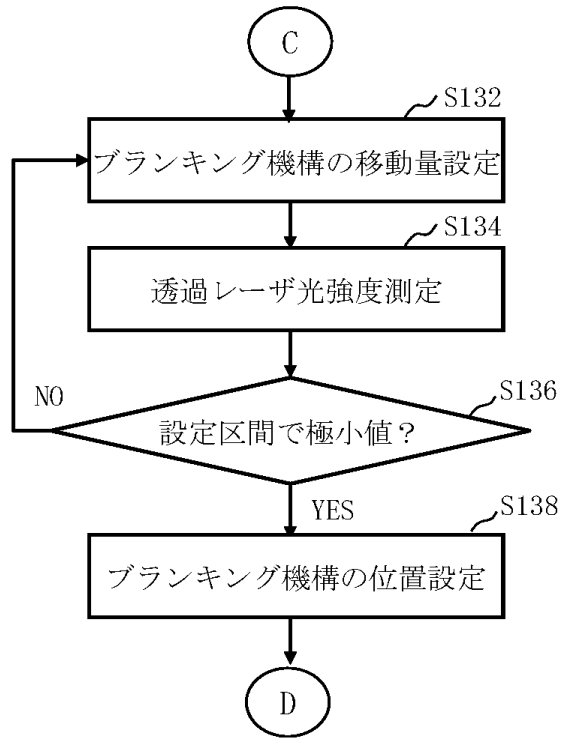 C
S132
ブランキング機構の移動量設定
S134
透過レーザ光強度測定
NO
S136
設定区間で極小値？
YES
S138
ブランキング機構の位置設定
D